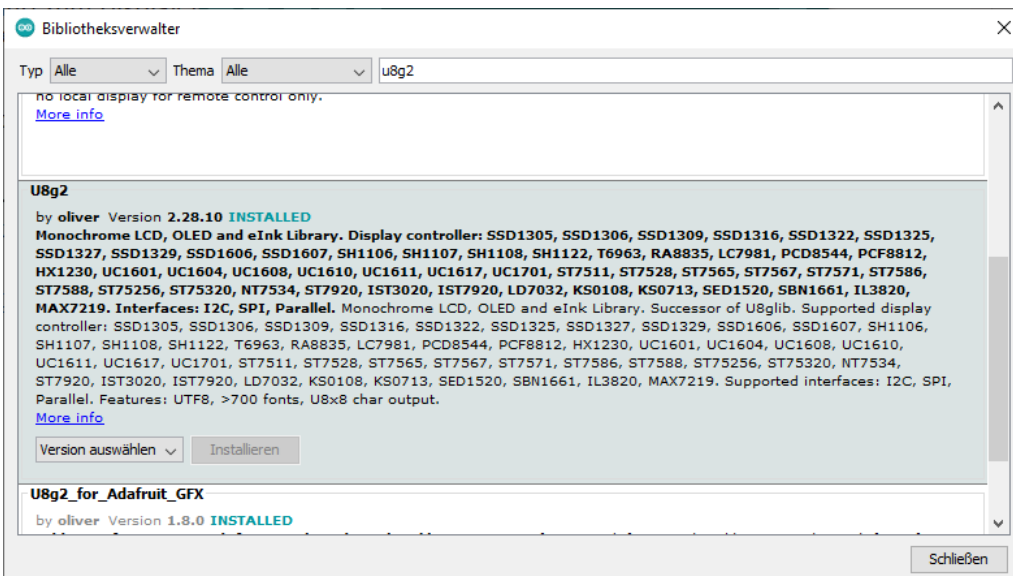 Bibliotheksverwalter
Typ Alle Thema Alle u8g2
no local display for remote control only.
More info
U8g2
by oliver Version 2.28.10 INSTALLED
Monochrome LCD, OLED and eInk Library. Display controller: SSD1305, SSD1306, SSD1309, SSD1316, SSD1322, SSD1325,
SSD1327, SSD1329, SSD1606, SSD1607, SH1106, SH1107, SH1108, SH1122, T6963, RA8835, LC7981, PCD8544, PCF8812,
HX1230, UC1601, UC1604, UC1608, UC1610, UC1611, UC1617, UC1701, ST7511, ST7528, ST7565, ST7567, ST7571, ST7586,
ST7588, ST75256, ST75320, NT7534, ST7920, IST3020, IST7920, LD7032, KS0108, KS0713, SED1520, SBN1661, IL3820,
MAX7219. Interfaces: I2C, SPI, Parallel. Monochrome LCD, OLED and eInk Library. Successor of U8glib. Supported display
controller: SSD1305, SSD1306, SSD1309, SSD1316, SSD1322, SSD1325, SSD1327, SSD1329, SSD1606, SSD1607, SH1106,
SH1107, SH1108, SH1122, T6963, RA8835, LC7981, PCD8544, PCF8812, HX1230, UC1601, UC1604, UC1608, UC1610,
UC1611, UC1617, UC1701, ST7511, ST7528, ST7565, ST7567, ST7571, ST7586, ST7588, ST75256, ST75320, NT7534,
ST7920, IST3020, IST7920, LD7032, KS0108, KS0713, SED1520, SBN1661, IL3820, MAX7219. Supported interfaces: I2C, SPI,
Parallel. Features: UTF8, >700 fonts, U8x8 char output.
More info
Version auswählen Installieren
U8g2_for_Adafruit_GFX
by oliver Version 1.8.0 INSTALLED
Schließen